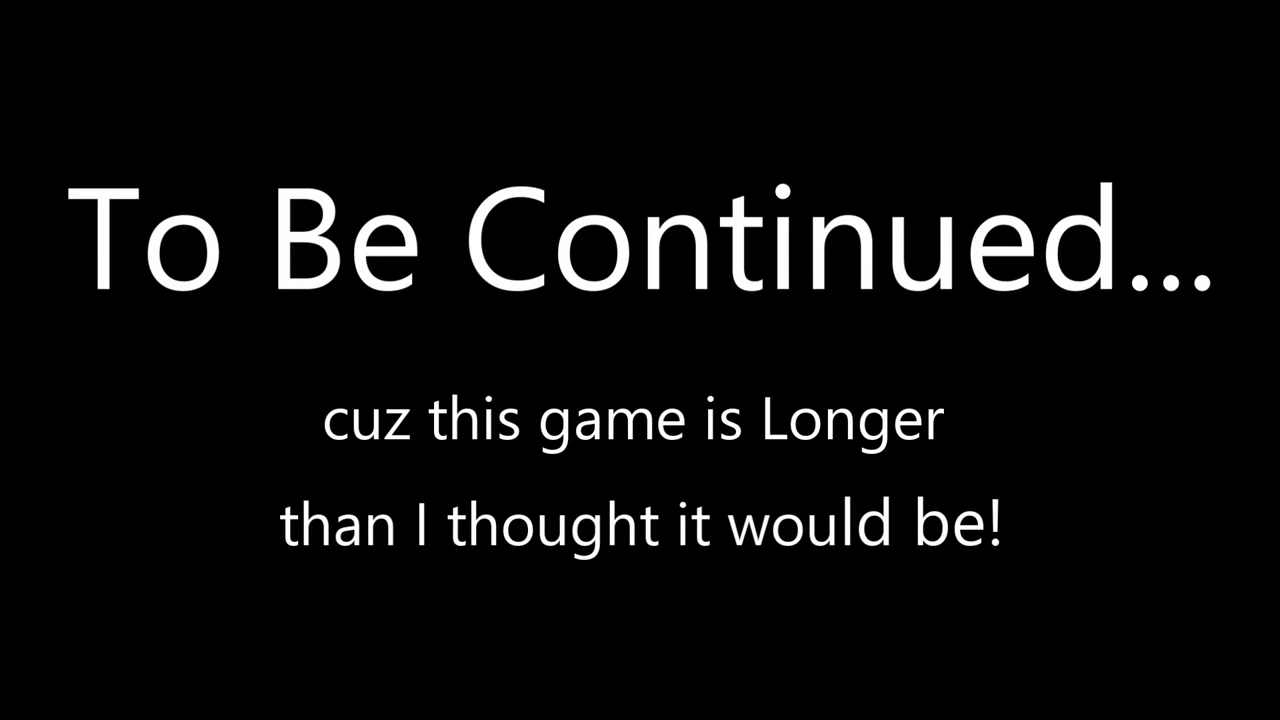 To Be Continued...
cuz this game is Longer
than I thought it would be!